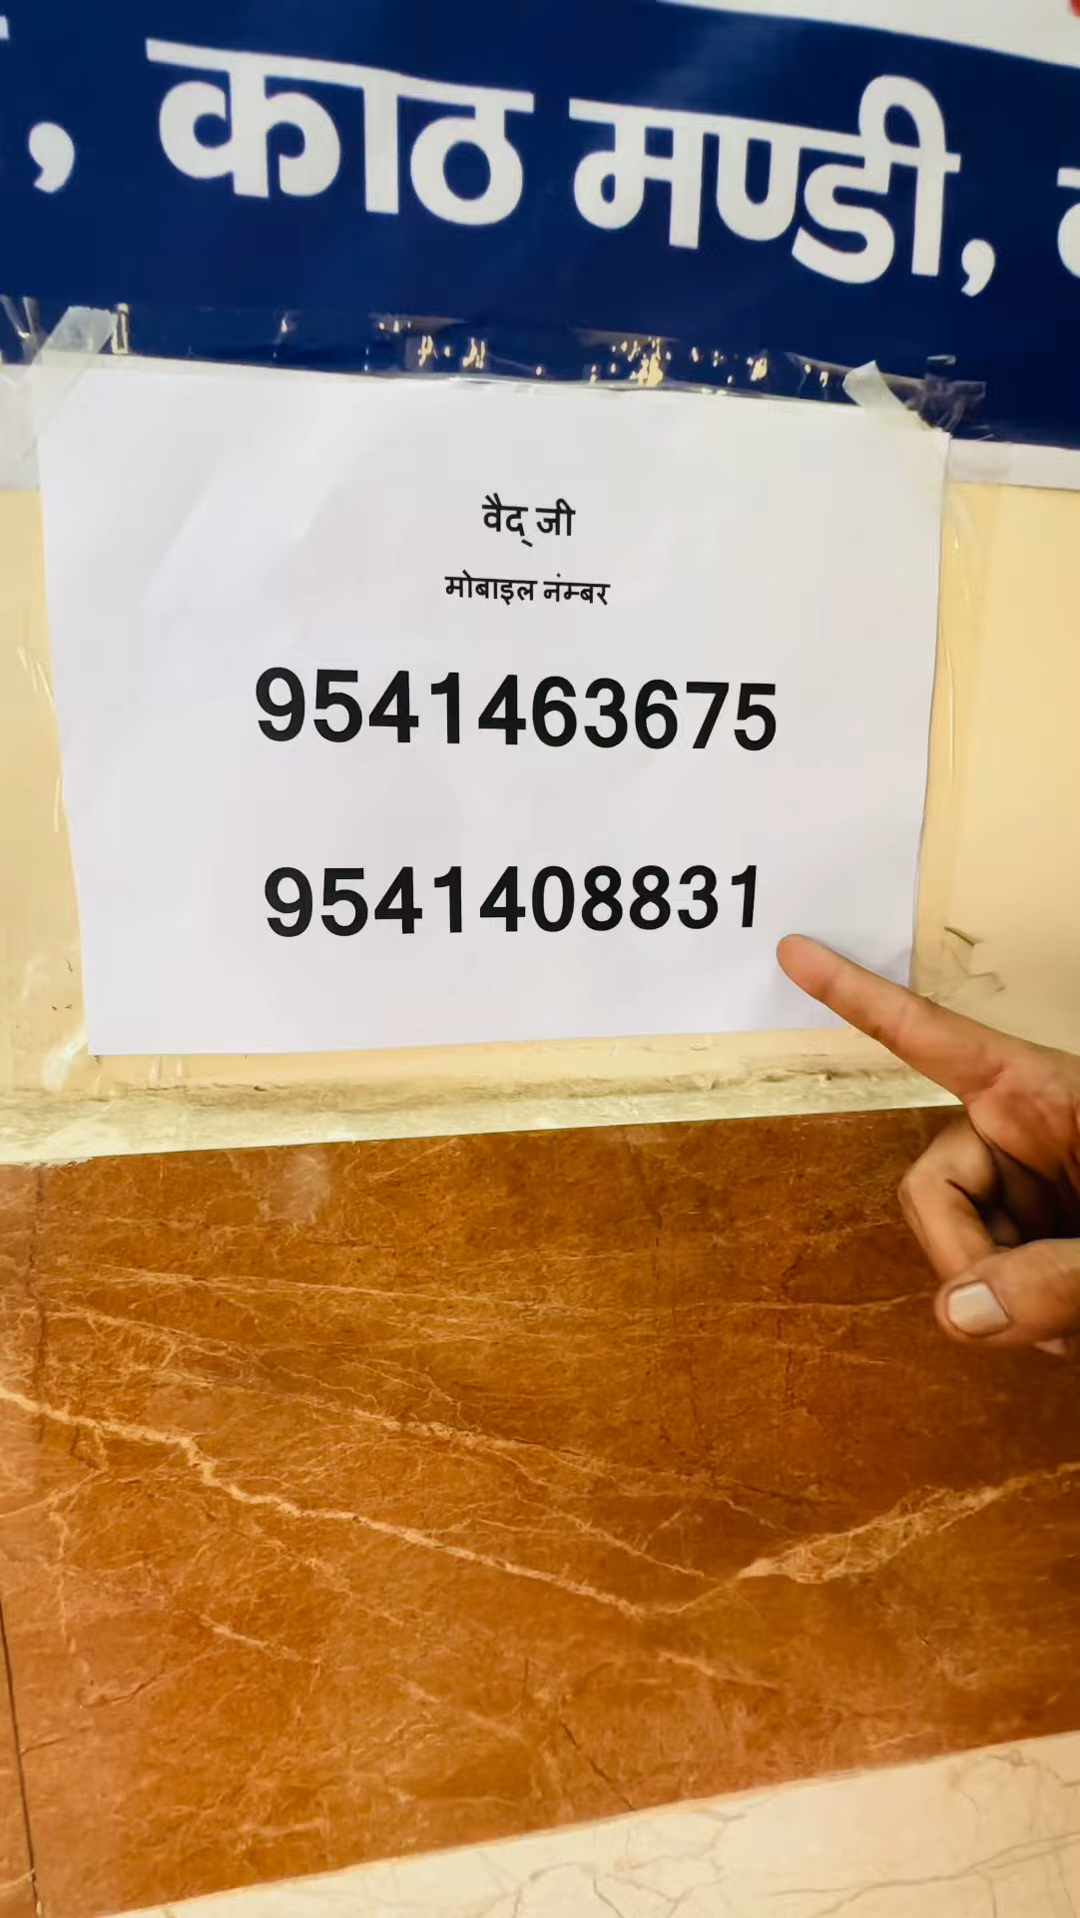 , काठ मण्डी,
वैद् जी
मोबाइल नंम्बर
9541463675
9541408831